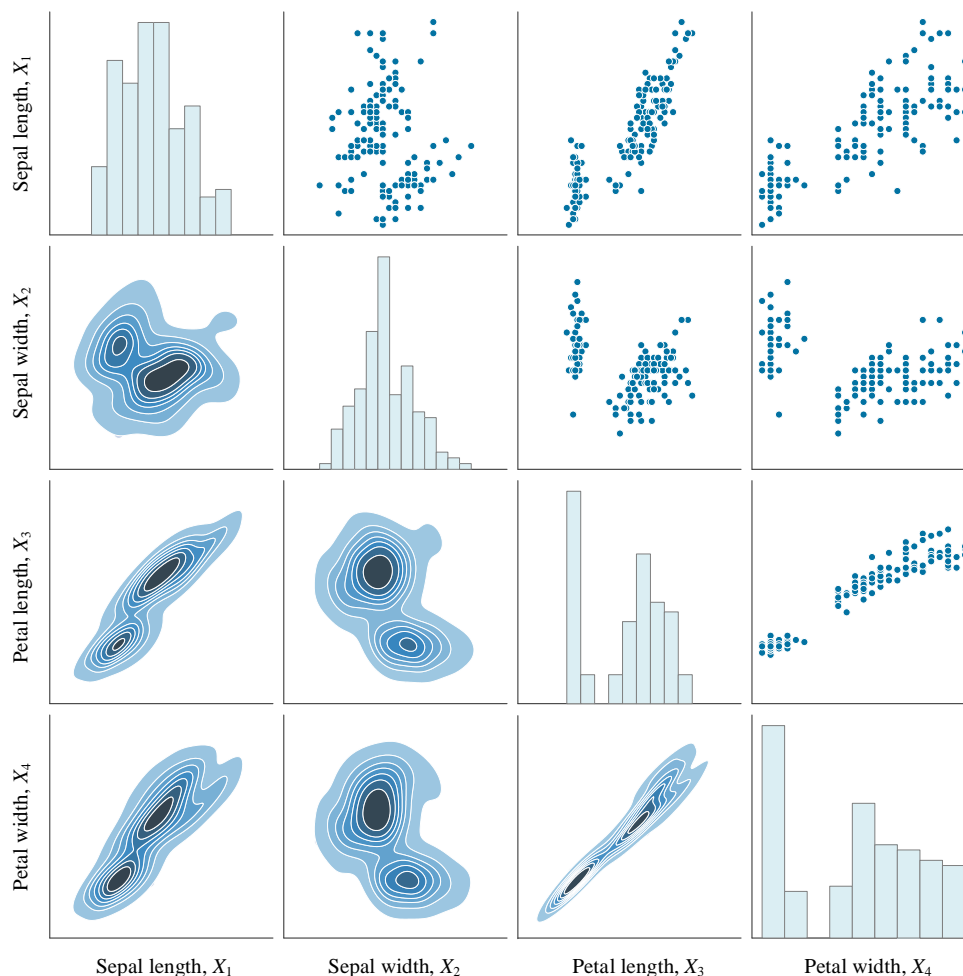 Sepal length, X1
Sepal width, X2
Petal length, X3
Petal width, X4
Sepal length, X1
Sepal width, X2
Petal length, X3
Petal width, X4